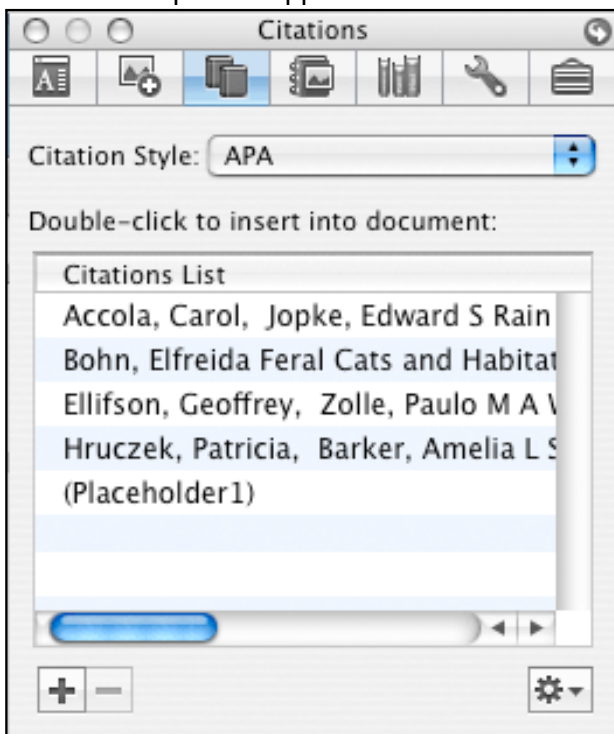 Citations
Citation Style: APA
Double-click to insert into document:
Citations List
Accola, Carol, Jopke, Edward S Rain
Bohn, Elfreida Feral Cats and Habitat
Ellifson, Geoffrey, Zolle, Paulo M A
Hruczek, Patricia, Barker, Amelia L
(Placeholder1)